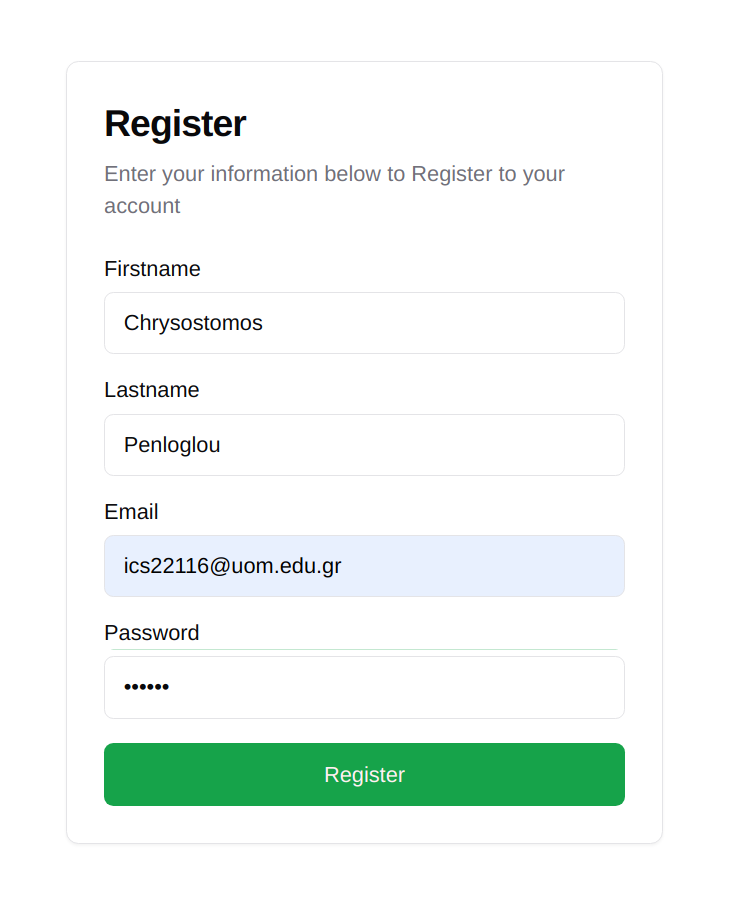 Register
Enter your information below to Register to your
account
Firstname
Chrysostomos
Lastname
Penloglou
Email
ics22116@uom.edu.gr
Password
••••••
Register